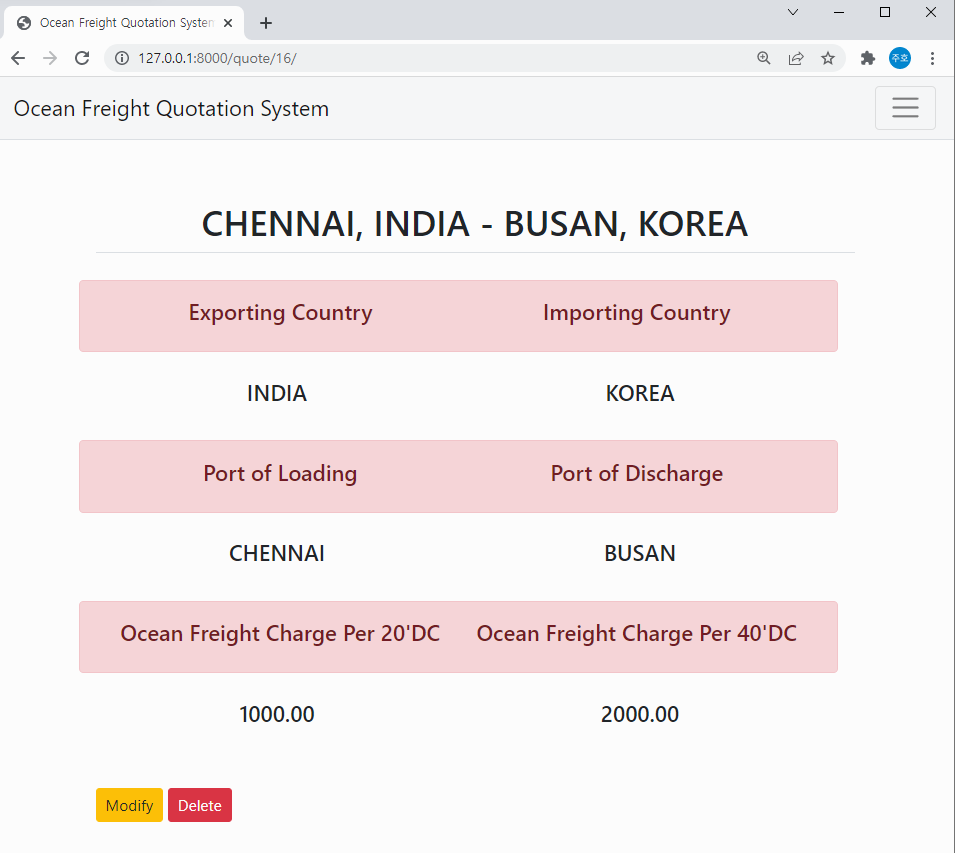 Ocean Freight Quotation System
127.0.0.1:8000/quote/16/
주호
Ocean Freight Quotation System
CHENNAI, INDIA - BUSAN, KOREA
Exporting Country Importing Country
INDIA KOREA
Port of Loading Port of Discharge
CHENNAI BUSAN
Ocean Freight Charge Per 20'DC Ocean Freight Charge Per 40'DC
1000.00 2000.00
Modify Delete